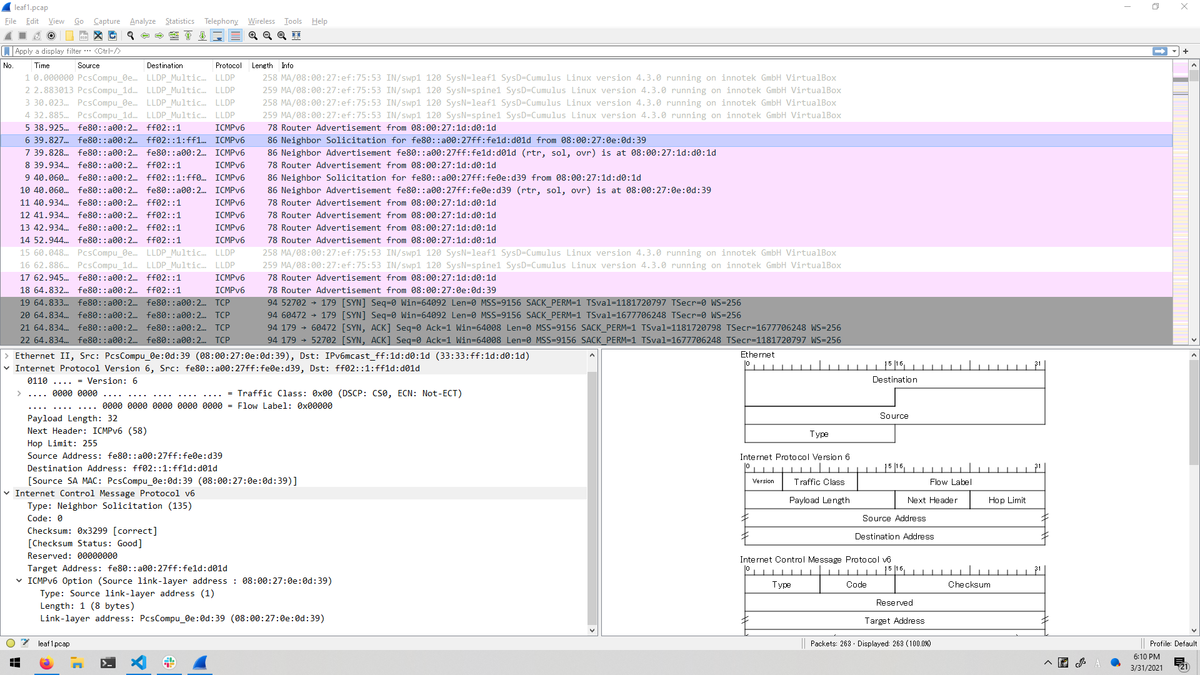 leaf1.pcap
File Edit View Go Capture Analyze Statistics Telephony Wireless Tools Help
Apply a display filter ... <Ctrl-/>
No. Time Source Destination Protocol Length Info
1 0.000000 PcsCompu_0e… LLDP_Multic… LLDP 258 MA/08:00:27:ef:75:53 IN/swp1 120 SysN=leaf1 SysD=Cumulus Linux version 4.3.0 running on innotek GmbH VirtualBox
2 2.883013 PcsCompu_1d… LLDP_Multic… LLDP 259 MA/08:00:27:ef:75:53 IN/swp1 120 SysN=spine1 SysD=Cumulus Linux version 4.3.0 running on innotek GmbH VirtualBox
3 30.023… PcsCompu_0e… LLDP_Multic… LLDP 258 MA/08:00:27:ef:75:53 IN/swp1 120 SysN=leaf1 SysD=Cumulus Linux version 4.3.0 running on innotek GmbH VirtualBox
4 32.885… PcsCompu_1d… LLDP_Multic… LLDP 259 MA/08:00:27:ef:75:53 IN/swp1 120 SysN=spine1 SysD=Cumulus Linux version 4.3.0 running on innotek GmbH VirtualBox
5 38.925… fe80::a00:2… ff02::1 ICMPv6 78 Router Advertisement from 08:00:27:1d:d0:1d
6 39.827… fe80::a00:2… ff02::1:ff1… ICMPv6 86 Neighbor Solicitation for fe80::a00:27ff:fe1d:d01d from 08:00:27:0e:0d:39
7 39.828… fe80::a00:2… fe80::a00:2… ICMPv6 86 Neighbor Advertisement fe80::a00:27ff:fe1d:d01d (rtr, sol, ovr) is at 08:00:27:1d:d0:1d
8 39.934… fe80::a00:2… ff02::1 ICMPv6 78 Router Advertisement from 08:00:27:1d:d0:1d
9 40.060… fe80::a00:2… ff02::1:ff0… ICMPv6 86 Neighbor Solicitation for fe80::a00:27ff:fe0e:d39 from 08:00:27:1d:d0:1d
10 40.060… fe80::a00:2… fe80::a00:2… ICMPv6 86 Neighbor Advertisement fe80::a00:27ff:fe0e:d39 (rtr, sol, ovr) is at 08:00:27:0e:0d:39
11 40.934… fe80::a00:2… ff02::1 ICMPv6 78 Router Advertisement from 08:00:27:1d:d0:1d
12 41.934… fe80::a00:2… ff02::1 ICMPv6 78 Router Advertisement from 08:00:27:1d:d0:1d
13 42.934… fe80::a00:2… ff02::1 ICMPv6 78 Router Advertisement from 08:00:27:1d:d0:1d
14 52.944… fe80::a00:2… ff02::1 ICMPv6 78 Router Advertisement from 08:00:27:1d:d0:1d
15 60.048… PcsCompu_0e… LLDP_Multic… LLDP 258 MA/08:00:27:ef:75:53 IN/swp1 120 SysN=leaf1 SysD=Cumulus Linux version 4.3.0 running on innotek GmbH VirtualBox
16 62.886… PcsCompu_1d… LLDP_Multic… LLDP 259 MA/08:00:27:ef:75:53 IN/swp1 120 SysN=spine1 SysD=Cumulus Linux version 4.3.0 running on innotek GmbH VirtualBox
17 62.945… fe80::a00:2… ff02::1 ICMPv6 78 Router Advertisement from 08:00:27:1d:d0:1d
18 64.832… fe80::a00:2… ff02::1 ICMPv6 78 Router Advertisement from 08:00:27:0e:0d:39
19 64.833… fe80::a00:2… fe80::a00:2… TCP 94 52702 → 179 [SYN] Seq=0 Win=64092 Len=0 MSS=9156 SACK_PERM=1 TSval=1181720797 TSecr=0 WS=256
20 64.834… fe80::a00:2… fe80::a00:2… TCP 94 60472 → 179 [SYN] Seq=0 Win=64092 Len=0 MSS=9156 SACK_PERM=1 TSval=1677706248 TSecr=0 WS=256
21 64.834… fe80::a00:2… fe80::a00:2… TCP 94 179 → 60472 [SYN, ACK] Seq=0 Ack=1 Win=64008 Len=0 MSS=9156 SACK_PERM=1 TSval=1181720798 TSecr=1677706248 WS=256
22 64.834… fe80::a00:2… fe80::a00:2… TCP 94 179 → 52702 [SYN, ACK] Seq=0 Ack=1 Win=64008 Len=0 MSS=9156 SACK_PERM=1 TSval=1677706248 TSecr=1181720797 WS=256
Ethernet II, Src: PcsCompu_0e:0d:39 (08:00:27:0e:0d:39), Dst: IPv6mcast_ff:1d:d0:1d (33:33:ff:1d:d0:1d)
Internet Protocol Version 6, Src: fe80::a00:27ff:fe0e:d39, Dst: ff02::1:ff1d:d01d
0110 .... = Version: 6
.... 0000 0000 .... .... .... .... .... = Traffic Class: 0x00 (DSCP: CS0, ECN: Not-ECT)
.... .... .... 0000 0000 0000 0000 0000 = Flow Label: 0x00000
Payload Length: 32
Next Header: ICMPv6 (58)
Hop Limit: 255
Source Address: fe80::a00:27ff:fe0e:d39
Destination Address: ff02::1:ff1d:d01d
[Source SA MAC: PcsCompu_0e:0d:39 (08:00:27:0e:0d:39)]
Internet Control Message Protocol v6
Type: Neighbor Solicitation (135)
Code: 0
Checksum: 0x3299 [correct]
[Checksum Status: Good]
Reserved: 00000000
Target Address: fe80::a00:27ff:fe1d:d01d
ICMPv6 Option (Source link-layer address : 08:00:27:0e:0d:39)
Type: Source link-layer address (1)
Length: 1 (8 bytes)
Link-layer address: PcsCompu_0e:0d:39 (08:00:27:0e:0d:39)
Ethernet
0 15 16 31
Destination
Source
Type
Internet Protocol Version 6
0 15 16 31
Version Traffic Class Flow Label
Payload Length Next Header Hop Limit
Source Address
Destination Address
Internet Control Message Protocol v6
0 15 16 31
Type Code Checksum
Reserved
Target Address
leaf1.pcap Packets: 263 · Displayed: 263 (100.0%) Profile: Default
6:10 PM
3/31/2021
21